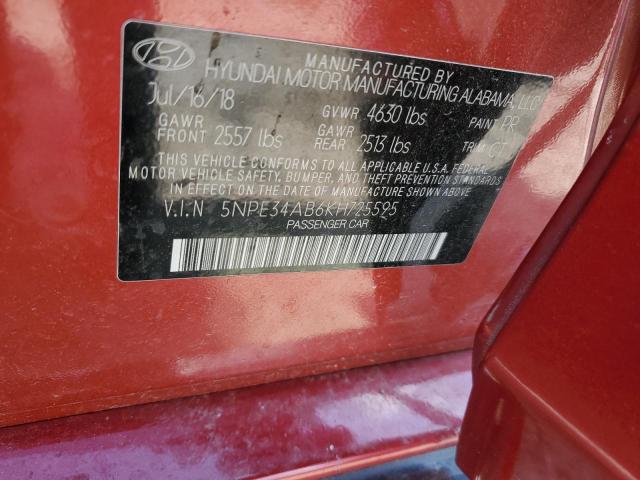 MANUFACTURED BY
HYUNDAI MOTOR MANUFACTURING ALABAMA, LLC
Jul/16/18
GVWR 4630 lbs
PAINT PR
GAWR FRONT 2557 lbs
GAWR REAR 2513 lbs
TRIM CT
THIS VEHICLE CONFORMS TO ALL APPLICABLE U.S.A. FEDERAL
MOTOR VEHICLE SAFETY, BUMPER, AND THEFT PREVENTION STANDARDS
IN EFFECT ON THE DATE OF MANUFACTURE SHOWN ABOVE.
V.I.N 5NPE34AB6KH725595
PASSENGER CAR